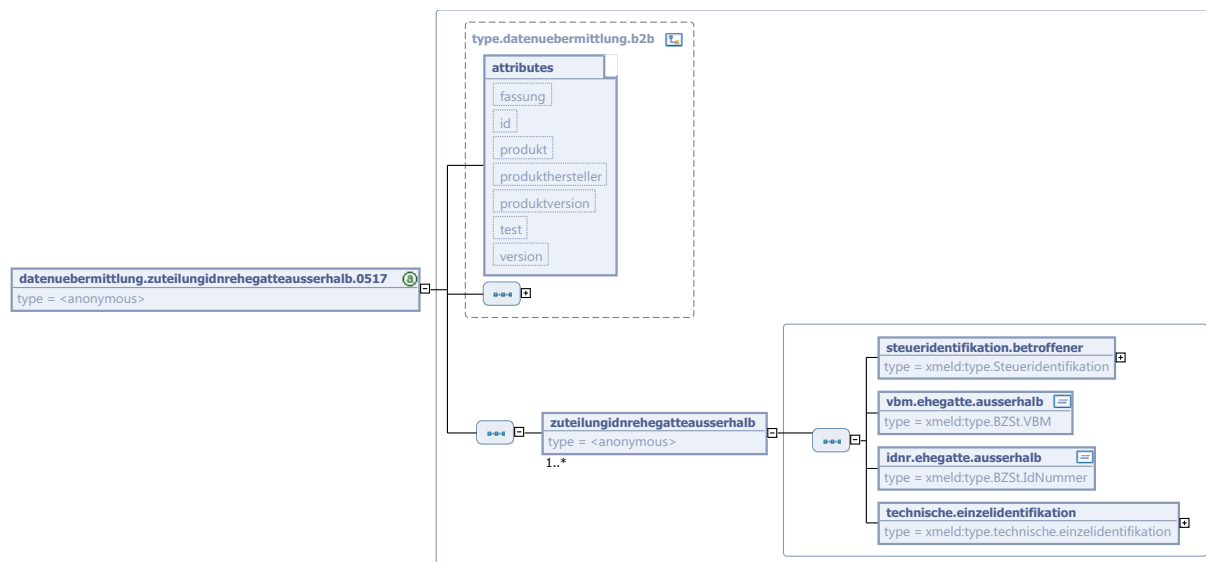 type.datenuebermittlung.b2b
attributes
fassung
id
produkt
produkthersteller
produktversion
test
version
datenuebermittlung.zuteilungidnrehegatteausserhalb.0517
type = <anonymous>
zuteilungidnrehegatteausserhalb
type = <anonymous>
1..*
steueridentifikation.betroffener
type = xmeld:type.Steueridentifikation
vbm.ehegatte.ausserhalb
type = xmeld:type.BZSt.VBM
idnr.ehegatte.ausserhalb
type = xmeld:type.BZSt.IdNummer
technische.einzelidentifikation
type = xmeld:type.technische.einzelidentifikation